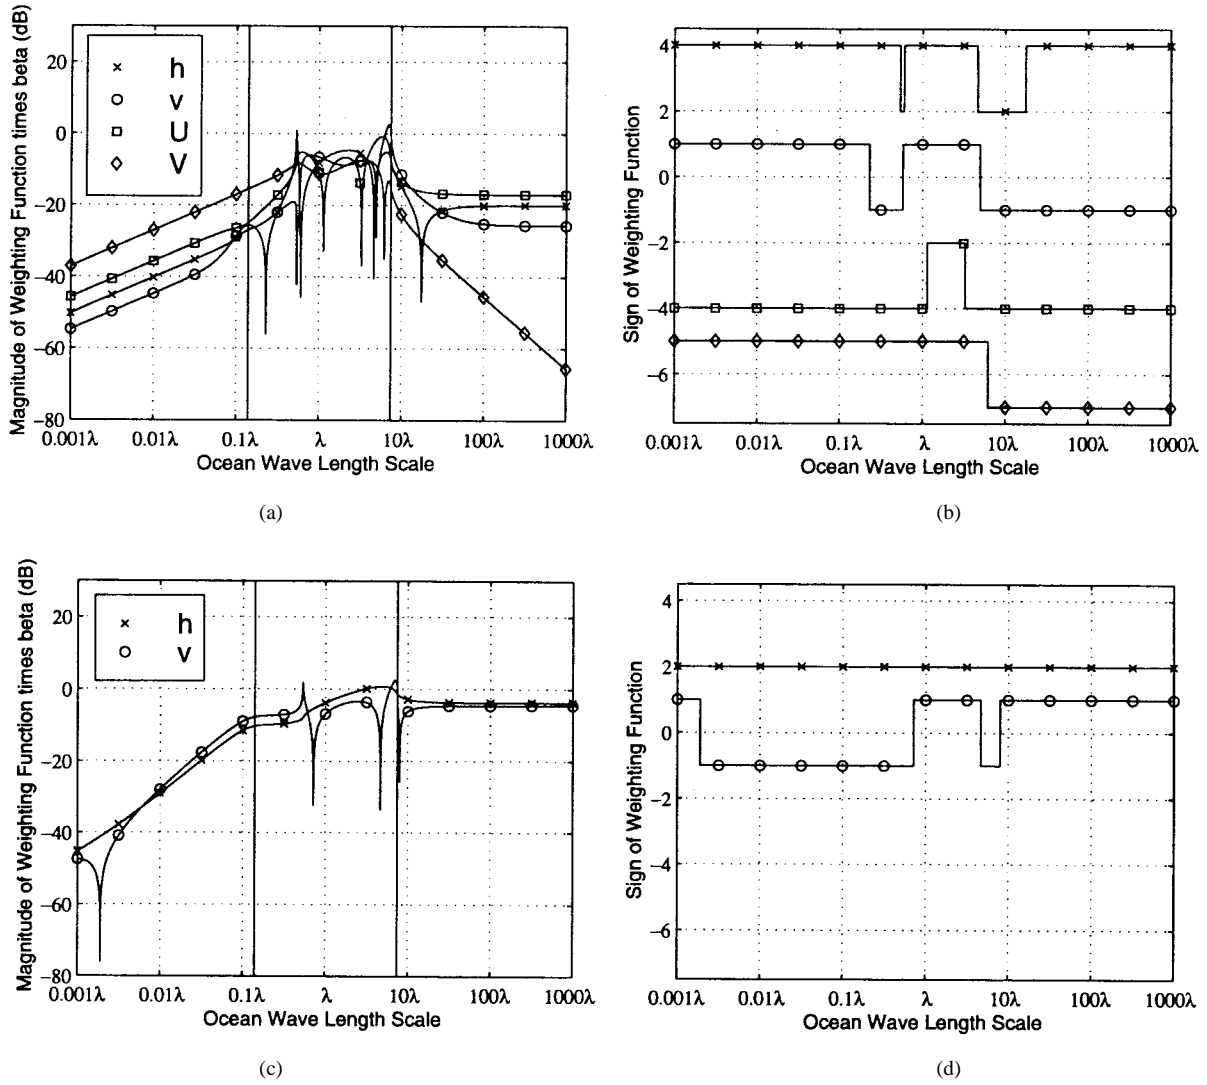 Magnitude of Weighting Function times beta (dB)
20
0
−20
−40
−60
−80
h
v
U
V
0.001λ 0.01λ 0.1λ λ 10λ 100λ 1000λ
Ocean Wave Length Scale
(a)
Sign of Weighting Function
4
2
0
−2
−4
−6
0.001λ 0.01λ 0.1λ λ 10λ 100λ 1000λ
Ocean Wave Length Scale
(b)
Magnitude of Weighting Function times beta (dB)
20
0
−20
−40
−60
−80
h
v
0.001λ 0.01λ 0.1λ λ 10λ 100λ 1000λ
Ocean Wave Length Scale
(c)
Sign of Weighting Function
4
2
0
−2
−4
−6
0.001λ 0.01λ 0.1λ λ 10λ 100λ 1000λ
Ocean Wave Length Scale
(d)